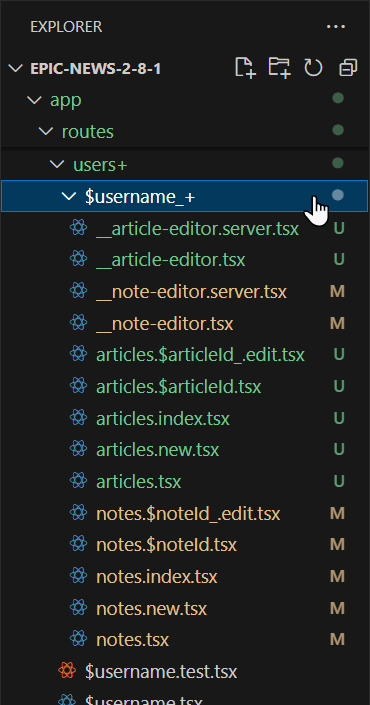 EXPLORER
EPIC-NEWS-2-8-1
app
routes
users+
$username_+
__article-editor.server.tsx U
__article-editor.tsx U
__note-editor.server.tsx M
__note-editor.tsx M
articles.$articleId_.edit.tsx U
articles.$articleId.tsx U
articles.index.tsx U
articles.new.tsx U
articles.tsx U
notes.$noteId_.edit.tsx M
notes.$noteId.tsx M
notes.index.tsx M
notes.new.tsx M
notes.tsx M
$username.test.tsx
$username.tsx